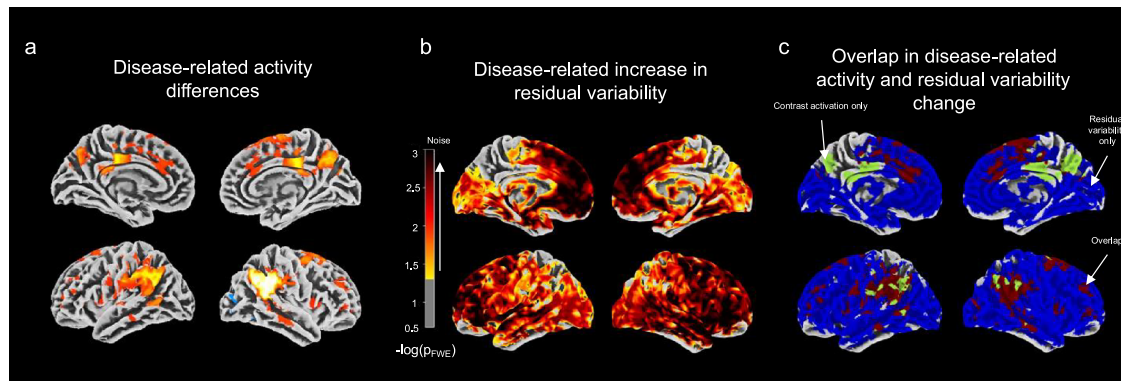 a
Disease-related activity
differences
b
Disease-related increase in
residual variability
Noise
3
2.5
2
1.5
1
0.5
-log(pFWE)
c
Overlap in disease-related
activity and residual variability
change
Contrast activation only
Residual
variability
only
Overlap